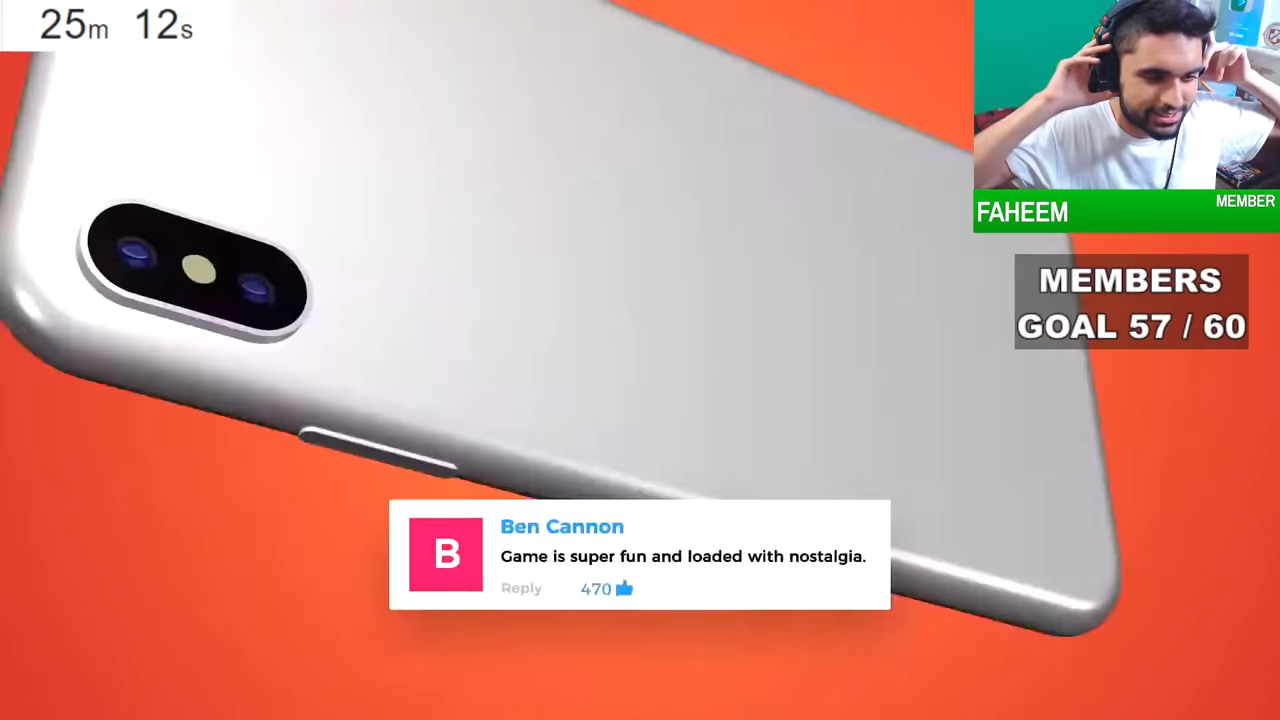 25m 12s
FAHEEM
MEMBER
MEMBERS
GOAL 57 / 60
B
Ben Cannon
Game is super fun and loaded with nostalgia.
Reply 470